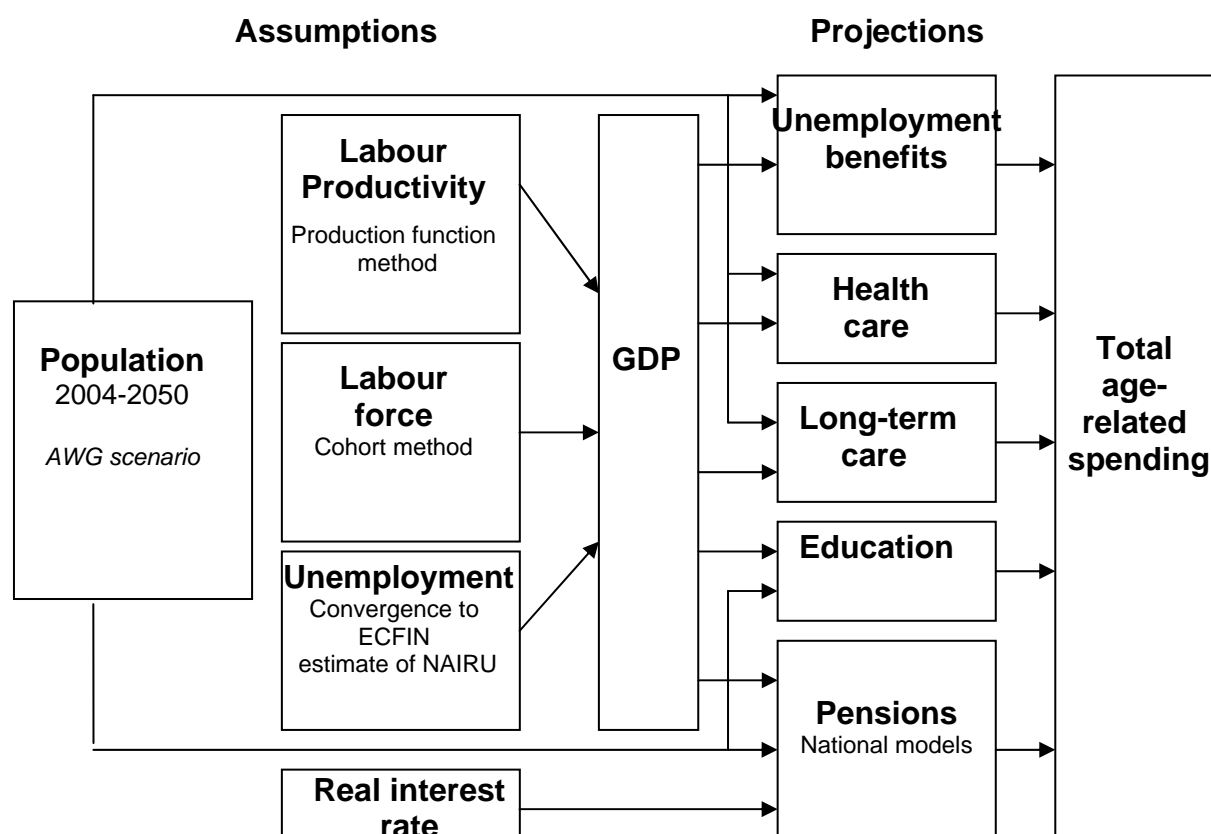 Assumptions
Projections
Population
2004-2050
AWG scenario
Labour
Productivity
Production function
method
Labour
force
Cohort method
Unemployment
Convergence to
ECFIN
estimate of NAIRU
Real interest
rate
GDP
Unemployment
benefits
Health
care
Long-term
care
Education
Pensions
National models
Total
age-
related
spending